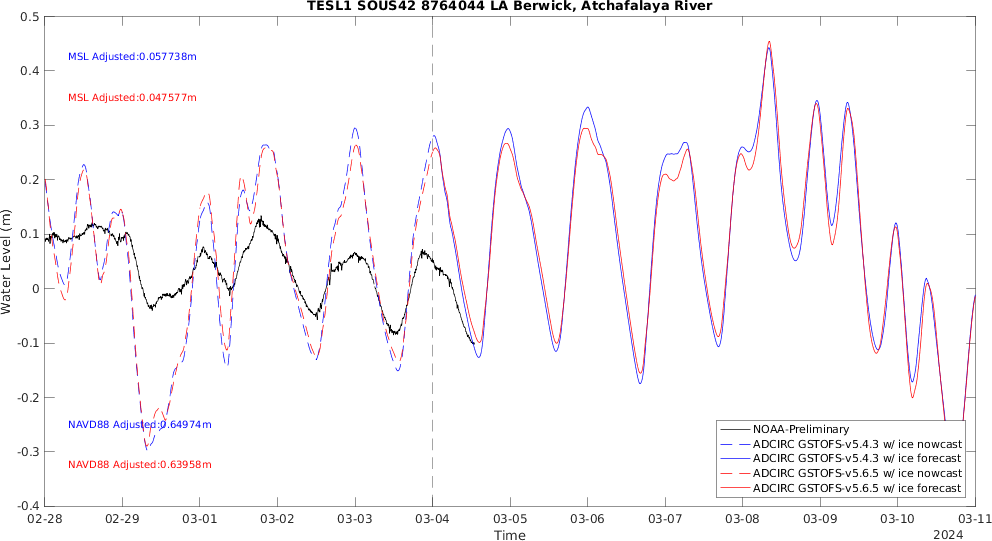 TESL1 SOUS42 8764044 LA Berwick, Atchafalaya River
0.5
0.4
0.3
0.2
0.1
0
-0.1
-0.2
-0.3
-0.4
Water Level (m)
MSL Adjusted:0.057738m
MSL Adjusted:0.047577m
NAVD88 Adjusted:0.64974m
NAVD88 Adjusted:0.63958m
NOAA-Preliminary
ADCIRC GSTOFS-v5.4.3 w/ ice nowcast
ADCIRC GSTOFS-v5.4.3 w/ ice forecast
ADCIRC GSTOFS-v5.6.5 w/ ice nowcast
ADCIRC GSTOFS-v5.6.5 w/ ice forecast
02-28 02-29 03-01 03-02 03-03 03-04 03-05 03-06 03-07 03-08 03-09 03-10 03-11
Time
2024